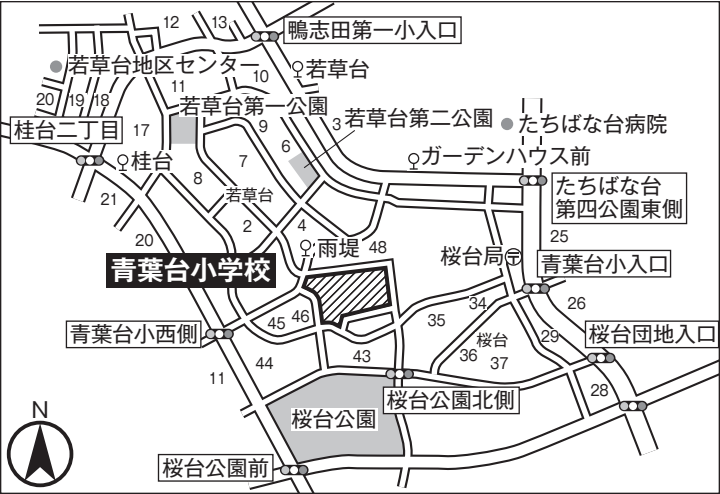 12
13
鴨志田第一小入口
若草台地区センター
若草台
20
19
18
11
10
若草台第一公園
3
若草台第二公園
たちばな台病院
桂台二丁目
17
9
6
桂台
7
ガーデンハウス前
8
若草台
たちばな台
第四公園東側
21
2
4
20
雨堤
48
桜台局
25
青葉台小入口
青葉台小学校
34
26
青葉台小西側
45
46
35
桜台
29
桜台団地入口
11
44
43
36
37
28
桜台公園
桜台公園北側
N
桜台公園前